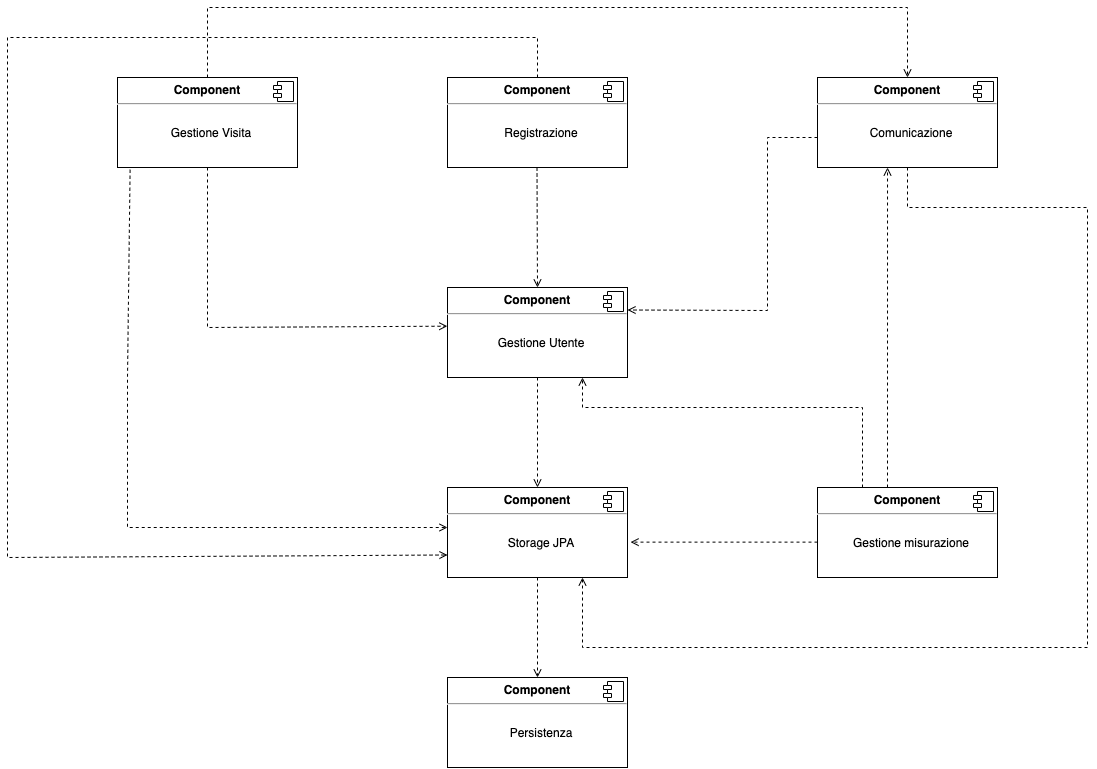 Component
Gestione Visita
Component
Registrazione
Component
Comunicazione
Component
Gestione Utente
Component
Storage JPA
Component
Gestione misurazione
Component
Persistenza